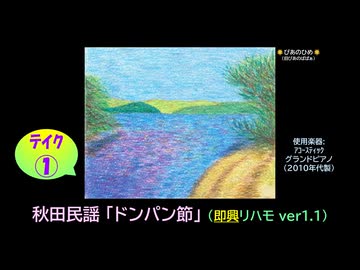 ☀ぴあのひめ☀
（旧ぴあのばばぁ）
テイク
①
使用楽器:
ｱｺｰｽﾃｨｯｸ
グランドピアノ
（2010年代製）
秋田民謡「ドンパン節」（即興リハモ ver1.1）